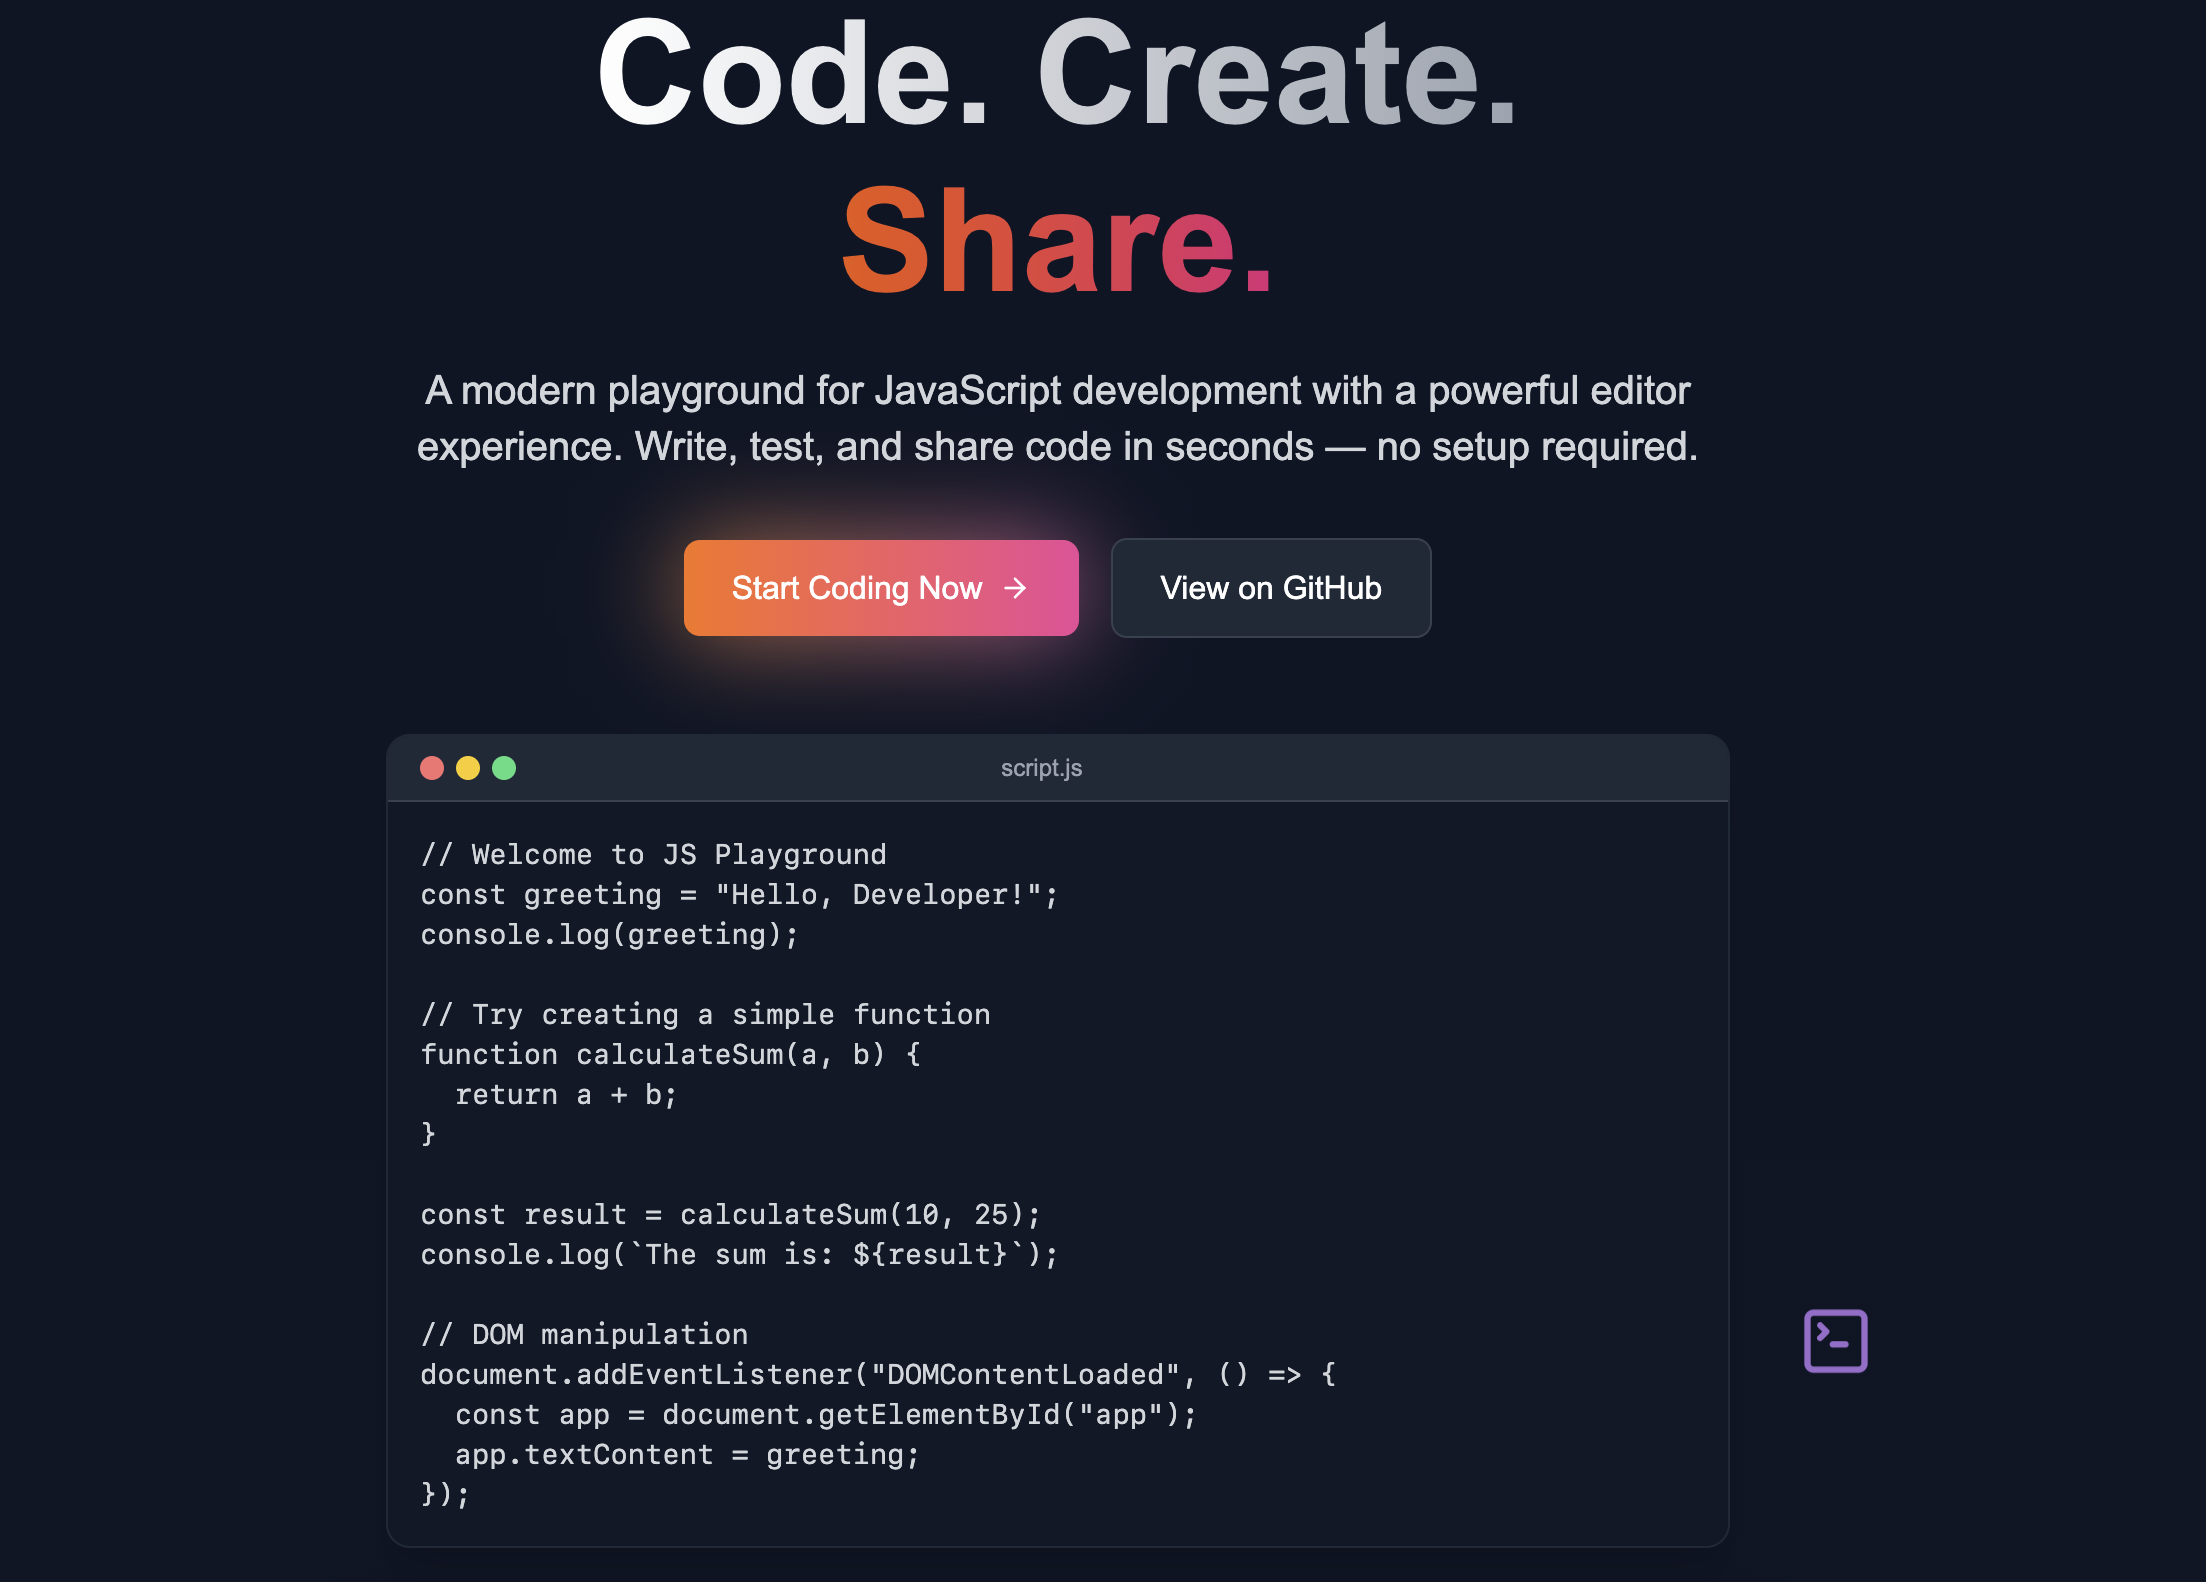 Code. Create.
Share.
A modern playground for JavaScript development with a powerful editor
experience. Write, test, and share code in seconds — no setup required.
Start Coding Now →
View on GitHub
script.js
// Welcome to JS Playground
const greeting = "Hello, Developer!";
console.log(greeting);
// Try creating a simple function
function calculateSum(a, b) {
  return a + b;
}
const result = calculateSum(10, 25);
console.log(`The sum is: ${result}`);
// DOM manipulation
document.addEventListener("DOMContentLoaded", () => {
  const app = document.getElementById("app");
  app.textContent = greeting;
});